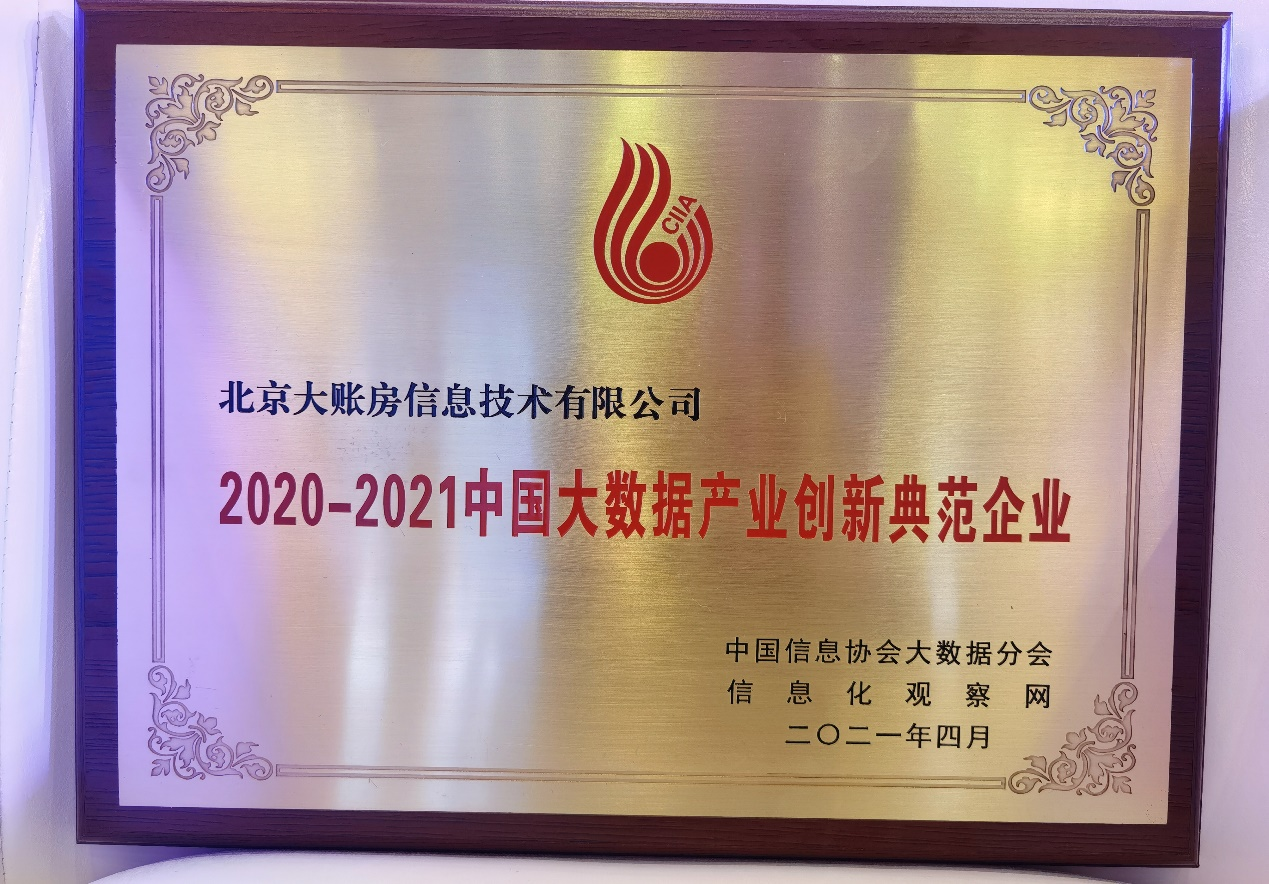 CIIA
北京大账房信息技术有限公司
2020-2021中国大数据产业创新典范企业
中国信息协会大数据分会
信息化观察网
二〇二一年四月